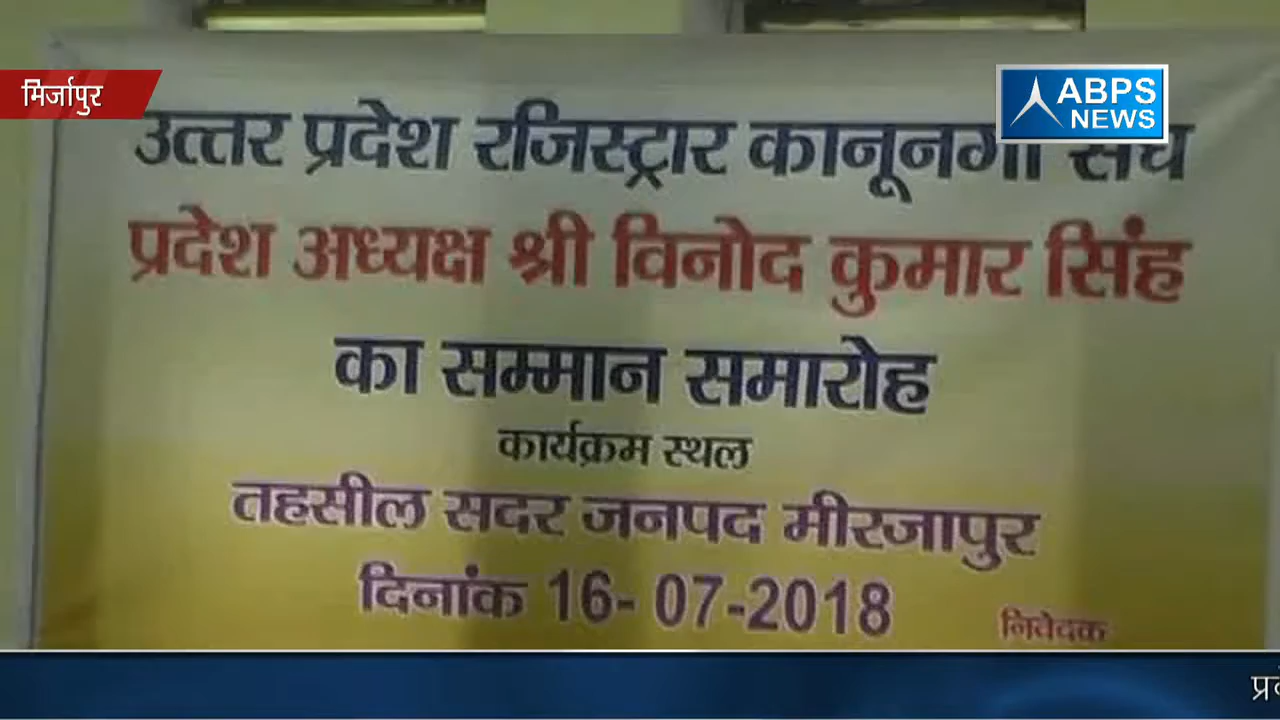 मिर्जापुर
ABPS
NEWS
उत्तर प्रदेश रजिस्ट्रार कानूनगो संघ
प्रदेश अध्यक्ष श्री विनोद कुमार सिंह
का सम्मान समारोह
कार्यक्रम स्थल
तहसील सदर जनपद मीरजापुर
दिनांक 16- 07-2018
निवेदक